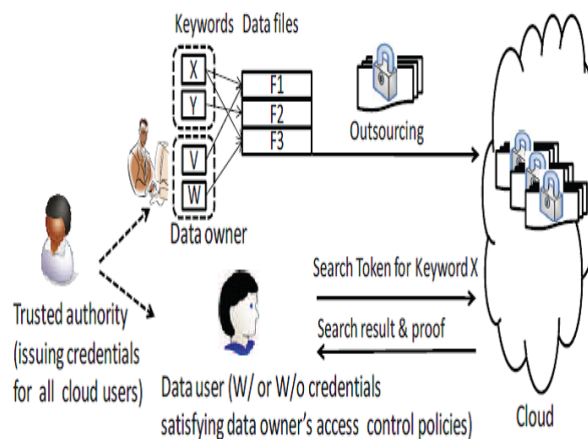 Keywords Data files
X
Y
V
W
F1
F2
F3
Outsourcing
Data owner
Search Token for Keyword X
Search result & proof
Trusted authority
(issuing credentials
for all cloud users)
Data user (W/ or W/o credentials
satisfying data owner's access control policies)
Cloud